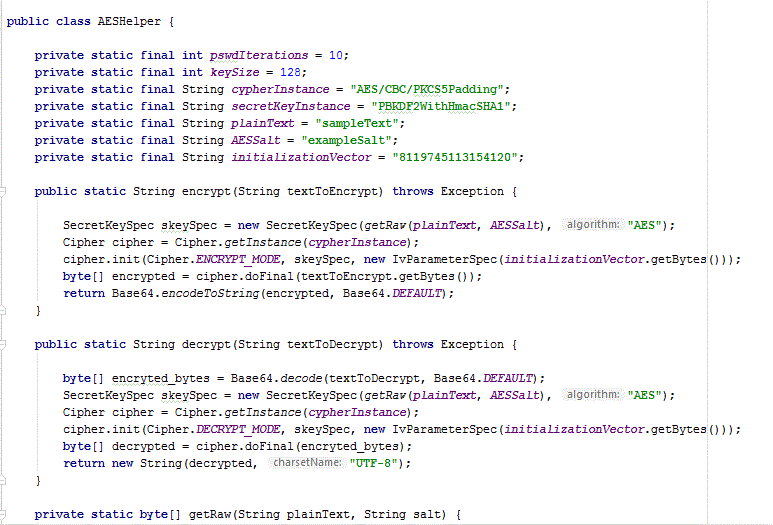 public class AESHelper {
private static final int pswdIterations = 10;
private static final int keySize = 128;
private static final String cypherInstance = "AES/CBC/PKCS5Padding";
private static final String secretKeyInstance = "PBKDF2WithHmacSHA1";
private static final String plainText = "sampleText";
private static final String AESSalt = "exampleSalt";
private static final String initializationVector = "8119745113154120";
public static String encrypt(String textToEncrypt) throws Exception {
SecretKeySpec skeySpec = new SecretKeySpec(getRaw(plainText, AESSalt), algorithm: "AES");
Cipher cipher = Cipher.getInstance(cypherInstance);
cipher.init(Cipher.ENCRYPT_MODE, skeySpec, new IvParameterSpec(initializationVector.getBytes()));
byte[] encrypted = cipher.doFinal(textToEncrypt.getBytes());
return Base64.encodeToString(encrypted, Base64.DEFAULT);
}
public static String decrypt(String textToDecrypt) throws Exception {
byte[] encryted_bytes = Base64.decode(textToDecrypt, Base64.DEFAULT);
SecretKeySpec skeySpec = new SecretKeySpec(getRaw(plainText, AESSalt), algorithm: "AES");
Cipher cipher = Cipher.getInstance(cypherInstance);
cipher.init(Cipher.DECRYPT_MODE, skeySpec, new IvParameterSpec(initializationVector.getBytes()));
byte[] decrypted = cipher.doFinal(encryted_bytes);
return new String(decrypted, charsetName: "UTF-8");
}
private static byte[] getRaw(String plainText, String salt) {